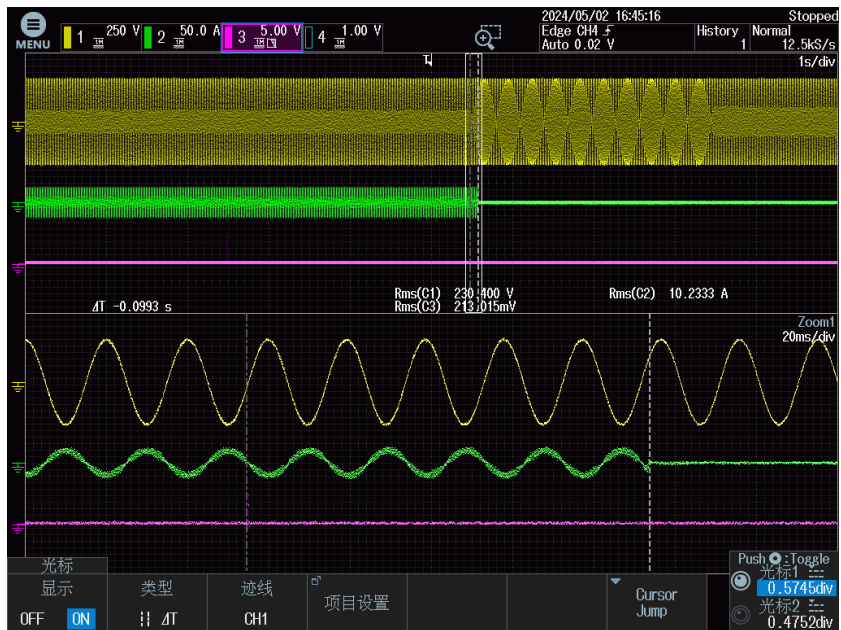 2024/05/02 16:45:16 Stopped
MENU 1 1M 250 V 2 1M 50.0 A 3 1M 5.00 V 4 1M 1.00 V Edge CH4 History Normal
Auto 0.02 V 1 12.5kS/s
1s/div
T
Rms(C1) 230.400 V Rms(C2) 10.2333 A
ΔT -0.0993 s Rms(C3) 213.015mV
Zoom1
20ms/div
光标
显示 类型 迹线 项目设置 Cursor Jump
OFF ON ΔT CH1
Push :Toggle
光标1
0.5745div
光标2
0.4752div